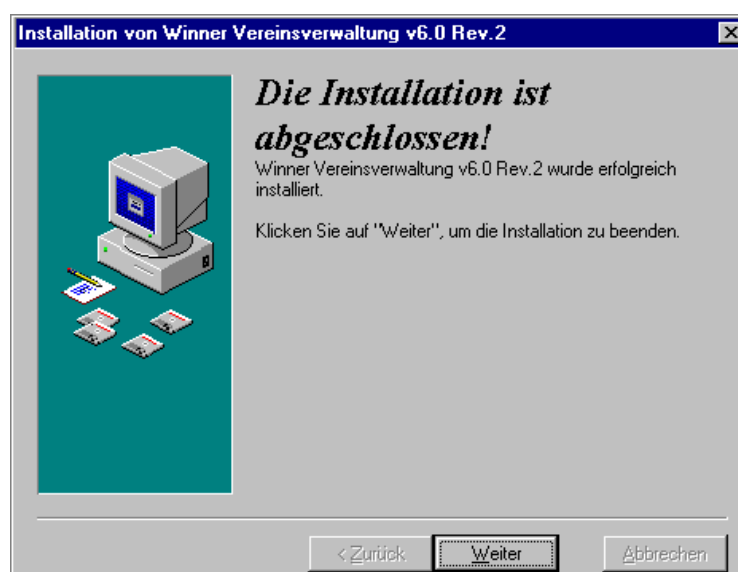 Installation von Winner Vereinsverwaltung v6.0 Rev.2
Die Installation ist
abgeschlossen!
Winner Vereinsverwaltung v6.0 Rev.2 wurde erfolgreich
installiert.
Klicken Sie auf "Weiter", um die Installation zu beenden.
< Zurück Weiter Abbrechen